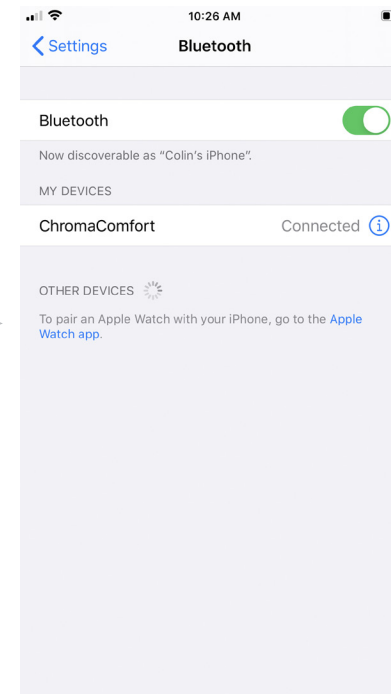 10:26 AM
Settings
Bluetooth
Bluetooth
Now discoverable as “Colin’s iPhone”.
MY DEVICES
ChromaComfort
Connected
OTHER DEVICES
To pair an Apple Watch with your iPhone, go to the Apple
Watch app.